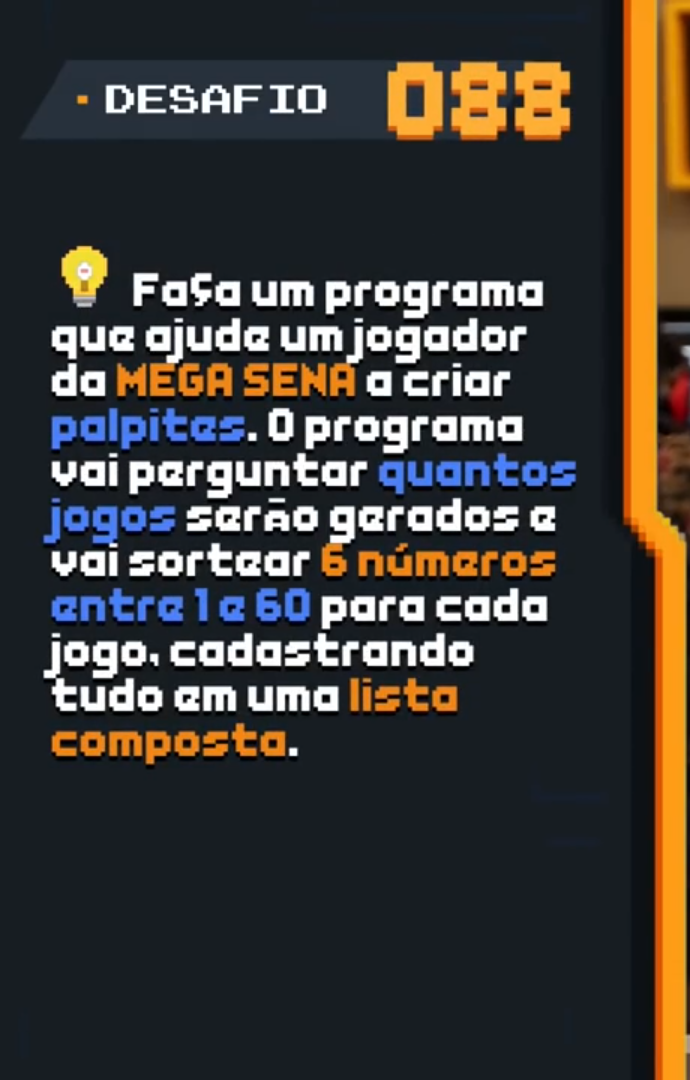 DESAFIO 088
Faça um programa
que ajude um jogador
da MEGA SENA a criar
palpites. O programa
vai perguntar quantos
jogos serão gerados e
vai sortear 6 números
entre 1 e 60 para cada
jogo, cadastrando
tudo em uma lista
composta.